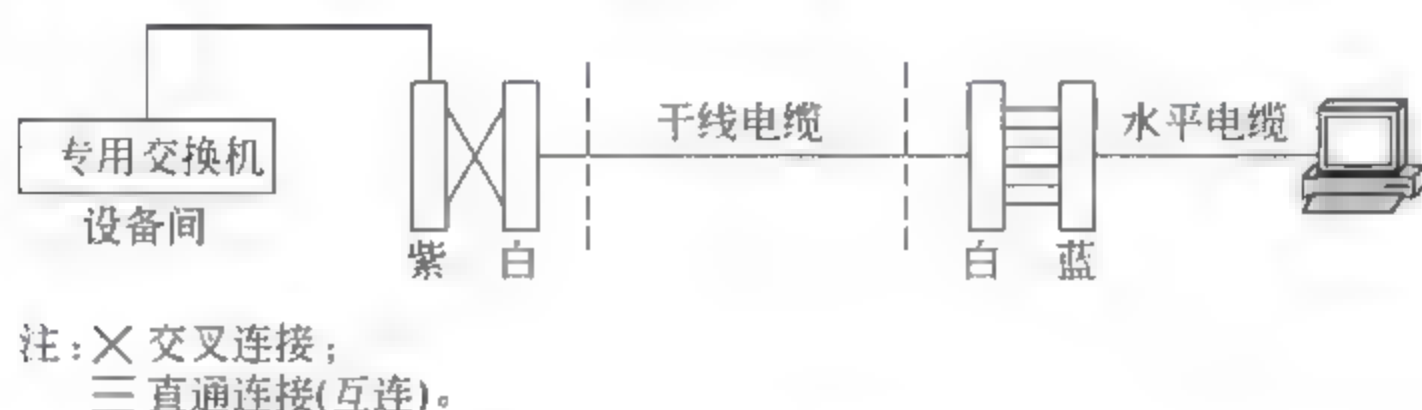 干线电缆
水平电缆
专用交换机
设备间
紫
白
白
蓝
注:╳ 交叉连接;
二 直通连接(互连)。